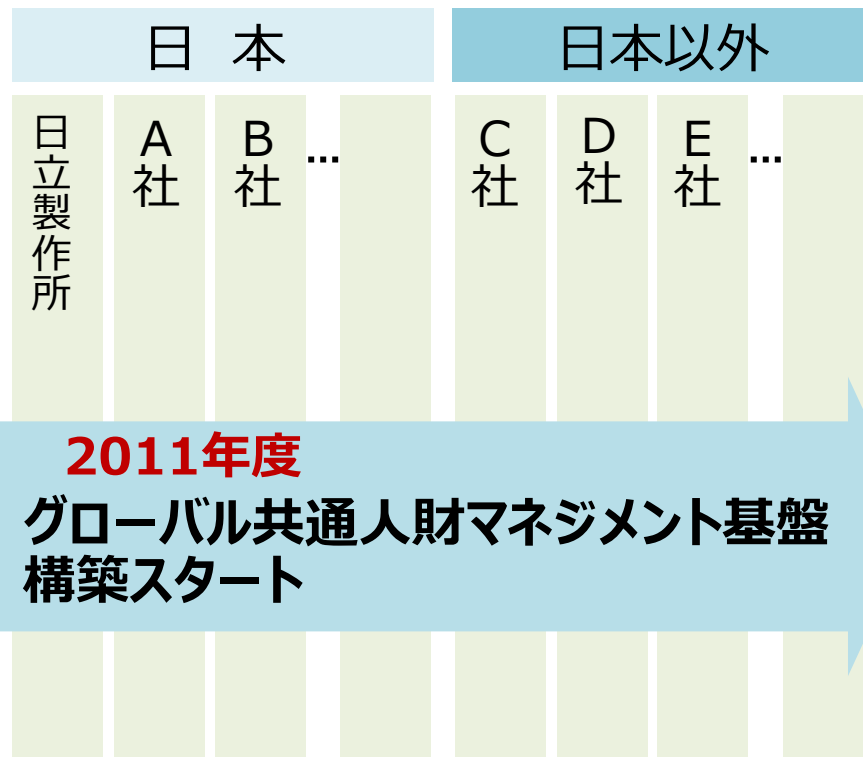 日 本
日本以外
日立製作所
A社
B社
…
C社
D社
E社
…
2011年度
グローバル共通人財マネジメント基盤
構築スタート